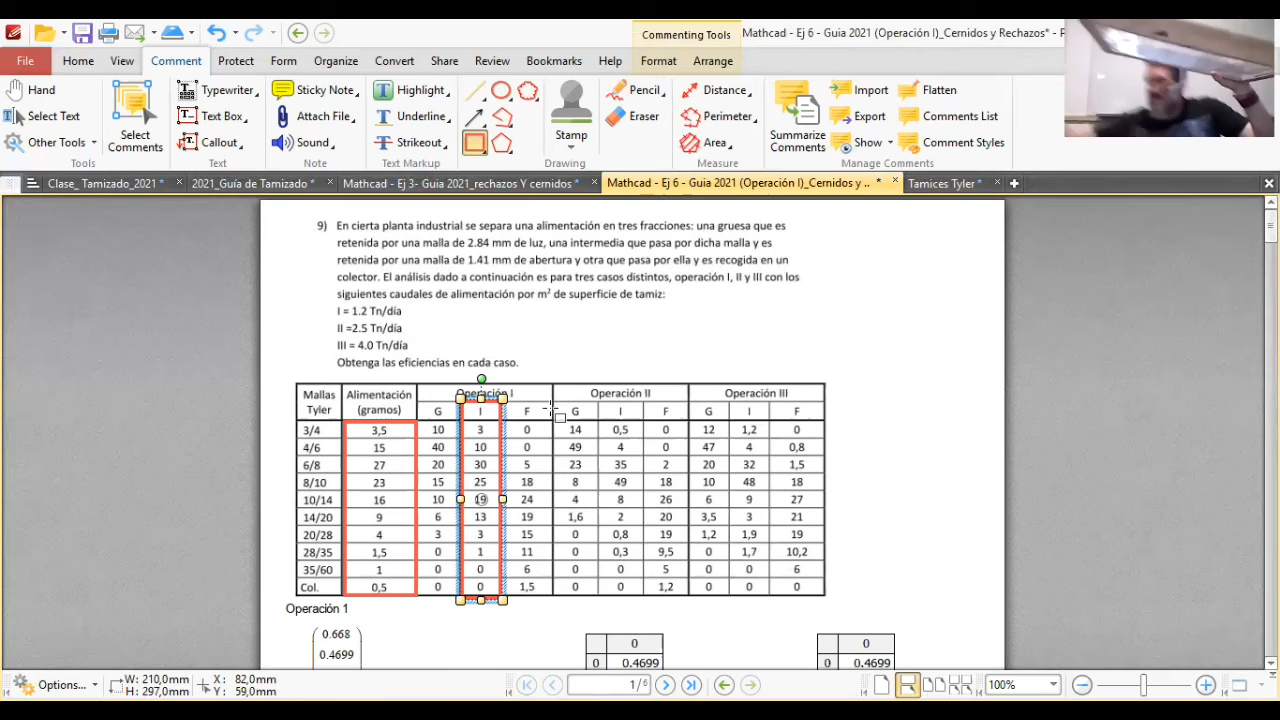 Commenting Tools
Mathcad - Ej 6 - Guia 2021 (Operación I)_Cernidos y Rechazos* - P
File Home View Comment Protect Form Organize Convert Share Review Bookmarks Help Format Arrange
Hand
Select Text
Other Tools
Tools
Select Comments
Typewriter
Text Box
Callout
Text
Sticky Note
Attach File
Sound
Note
Highlight
Underline
Strikeout
Text Markup
Pencil
Eraser
Drawing
Stamp
Distance
Perimeter
Area
Measure
Summarize Comments
Import
Export
Show
Flatten
Comments List
Comment Styles
Manage Comments
Clase_ Tamizado_2021 *
2021_Guía de Tamizado *
Mathcad - Ej 3- Guia 2021_rechazos Y cernidos *
Mathcad - Ej 6 - Guia 2021 (Operación I)_Cernidos y .. *
Tamices Tyler *
9) En cierta planta industrial se separa una alimentación en tres fracciones: una gruesa que es
retenida por una malla de 2.84 mm de luz, una intermedia que pasa por dicha malla y es
retenida por una malla de 1.41 mm de abertura y otra que pasa por ella y es recogida en un
colector. El análisis dado a continuación es para tres casos distintos, operación I, II y III con los
siguientes caudales de alimentación por m² de superficie de tamiz:
I = 1.2 Tn/día
II =2.5 Tn/día
III = 4.0 Tn/día
Obtenga las eficiencias en cada caso.
Mallas Tyler Alimentación (gramos) Operación I Operación II Operación III
G I F G I F G I F
3/4 3,5 10 3 0 14 0,5 0 12 1,2 0
4/6 15 40 10 0 49 4 0 47 4 0,8
6/8 27 20 30 5 23 35 2 20 32 1,5
8/10 23 15 25 18 8 49 18 10 48 18
10/14 16 10 19 24 4 8 26 6 9 27
14/20 9 6 13 19 1,6 2 20 3,5 3 21
20/28 4 3 3 15 0 0,8 19 1,2 1,9 19
28/35 1,5 0 1 11 0 0,3 9,5 0 1,7 10,2
35/60 1 0 0 6 0 0 5 0 0 6
Col. 0,5 0 0 1,5 0 0 1,2 0 0 0
Operación 1
0.668
0.4699
0
0 0.4699
0
0 0.4699
Options...
W: 210,0mm
H: 297,0mm
X: 82,0mm
Y: 59,0mm
1/6
100%